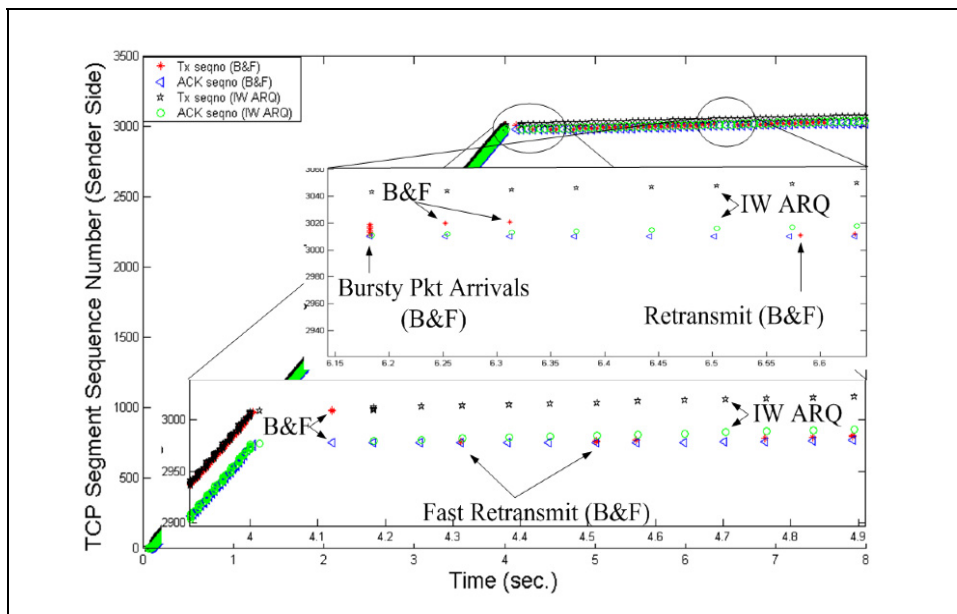 3500
Tx seqno (B&F)
ACK seqno (B&F)
Tx seqno (IW ARQ)
ACK seqno (IW ARQ)
3000
2500
2000
1500
1000
500
0
TCP Segment Sequence Number (Sender Side)
3060
3040
3020
3000
2980
2960
2940
B&F
IW ARQ
Bursty Pkt Arrivals
(B&F)
Retransmit (B&F)
6.15 6.2 6.25 6.3 6.35 6.4 6.45 6.5 6.55 6.6
3000
2950
2900
B&F
IW ARQ
Fast Retransmit (B&F)
4 4.1 4.2 4.3 4.4 4.5 4.6 4.7 4.8 4.9
0 1 2 3 4 5 6 7 8
Time (sec.)